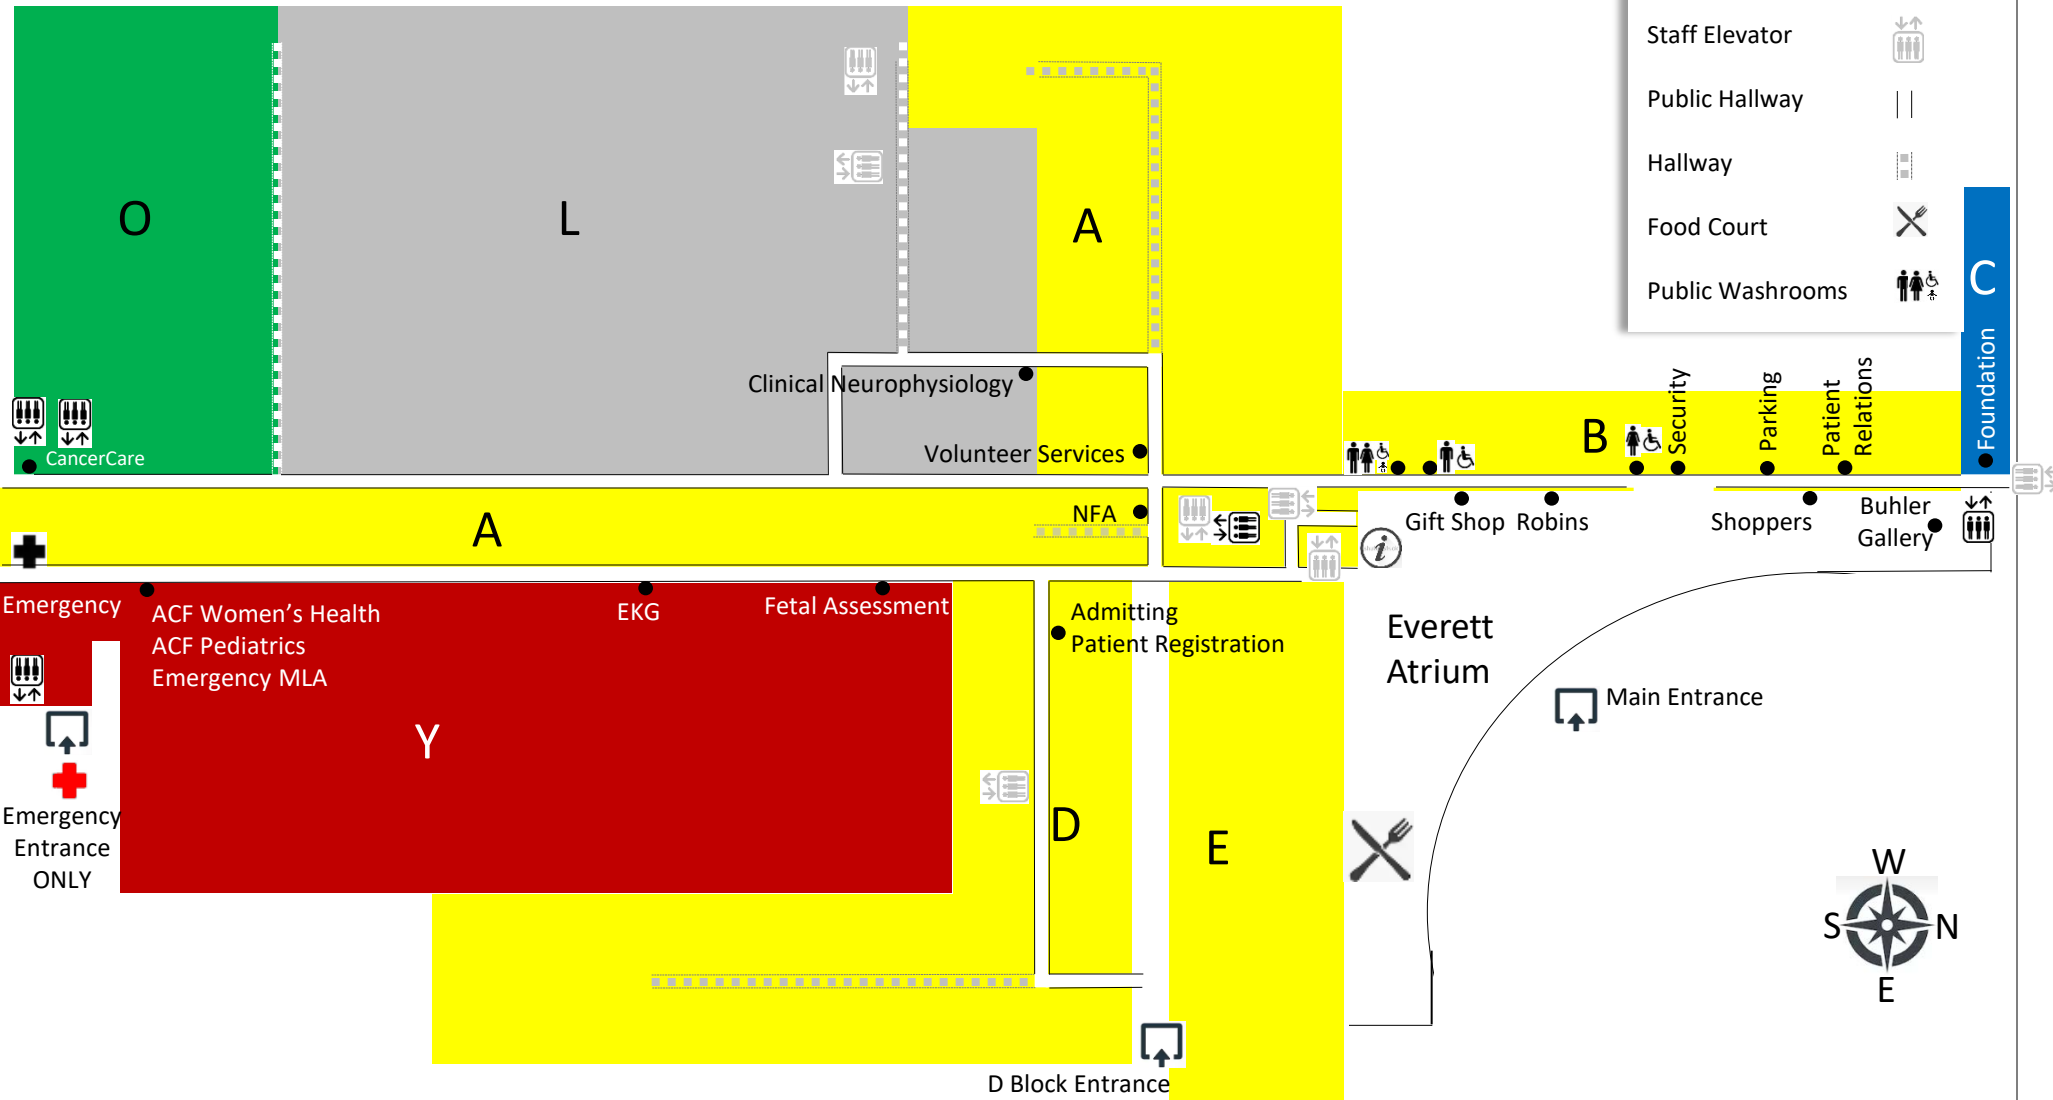 Staff Elevator
Public Hallway
Hallway
Food Court
Public Washrooms
O
L
A
C
Foundation
Clinical Neurophysiology
Volunteer Services
CancerCare
B
Security
Parking
Patient
Relations
A
NFA
i
Gift Shop
Robins
Shoppers
Buhler
Gallery
Emergency
ACF Women's Health
ACF Pediatrics
Emergency MLA
EKG
Fetal Assessment
Admitting
Patient Registration
Everett
Atrium
Main Entrance
Y
D
E
Emergency
Entrance
ONLY
D Block Entrance
W
S
N
E